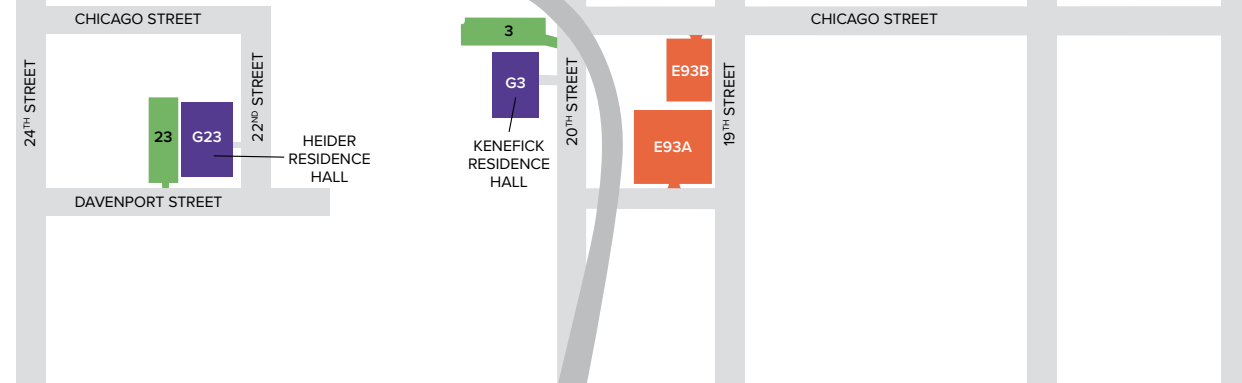 CHICAGO STREET
CHICAGO STREET
3
E93B
G3
24TH STREET
22ND STREET
20TH STREET
19TH STREET
23
G23
HEIDER
RESIDENCE
HALL
KENEFICK
RESIDENCE
HALL
E93A
DAVENPORT STREET